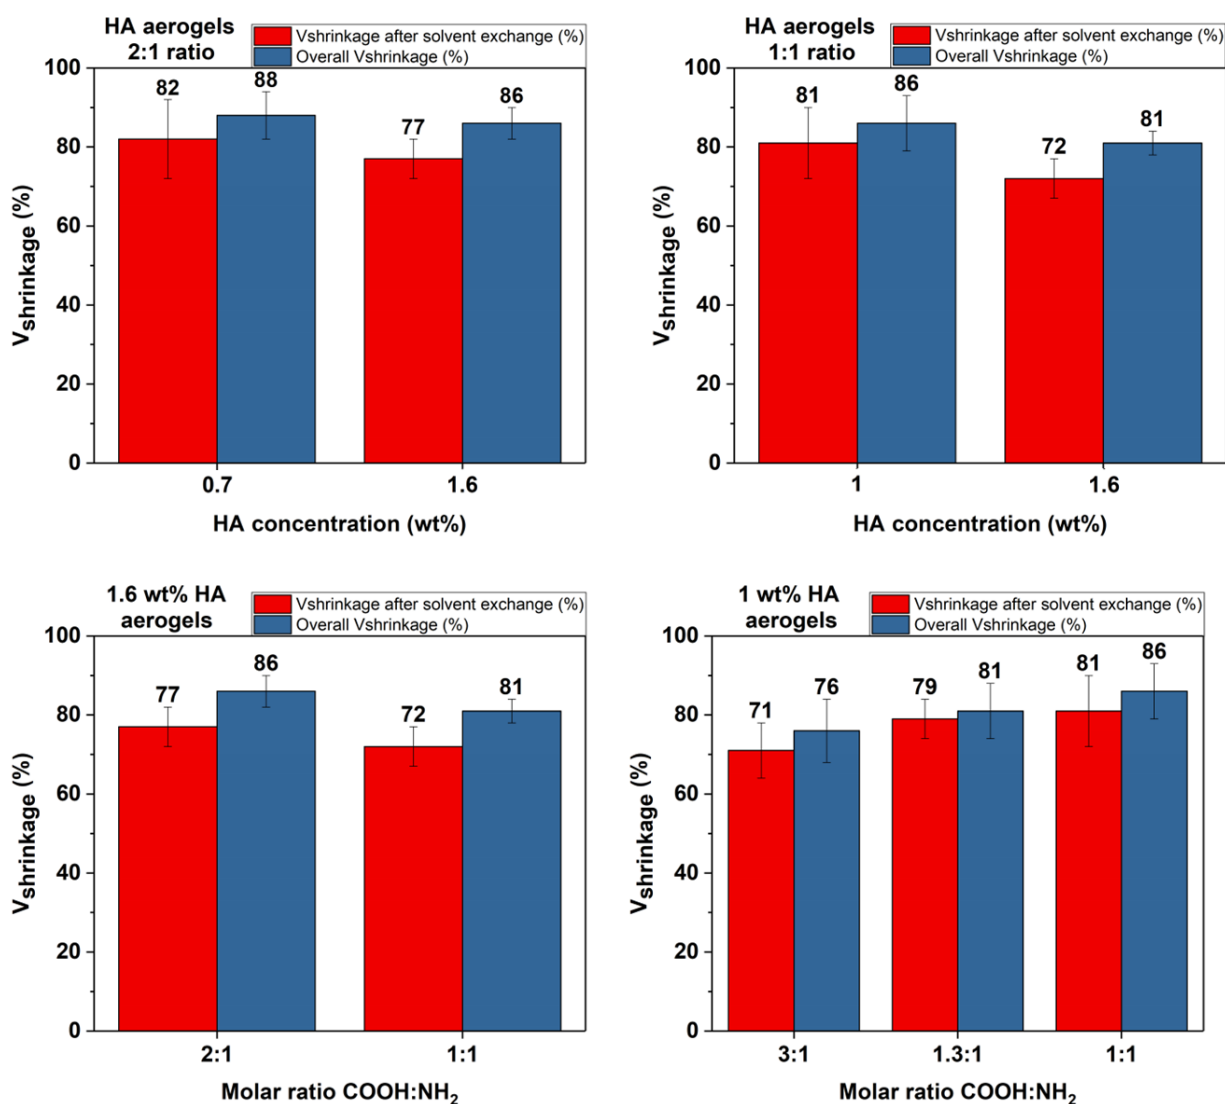 HA aerogels
2:1 ratio
Vshrinkage after solvent exchange (%)
Overall Vshrinkage (%)
100
80
60
40
20
0
Vshrinkage (%)
82
88
77
86
0.7
1.6
HA concentration (wt%)
HA aerogels
1:1 ratio
Vshrinkage after solvent exchange (%)
Overall Vshrinkage (%)
100
80
60
40
20
0
Vshrinkage (%)
81
86
72
81
1
1.6
HA concentration (wt%)
1.6 wt% HA
aerogels
Vshrinkage after solvent exchange (%)
Overall Vshrinkage (%)
100
80
60
40
20
0
Vshrinkage (%)
77
86
72
81
2:1
1:1
Molar ratio COOH:NH₂
1 wt% HA
aerogels
Vshrinkage after solvent exchange (%)
Overall Vshrinkage (%)
100
80
60
40
20
0
Vshrinkage (%)
71
76
79
81
81
86
3:1
1.3:1
1:1
Molar ratio COOH:NH₂